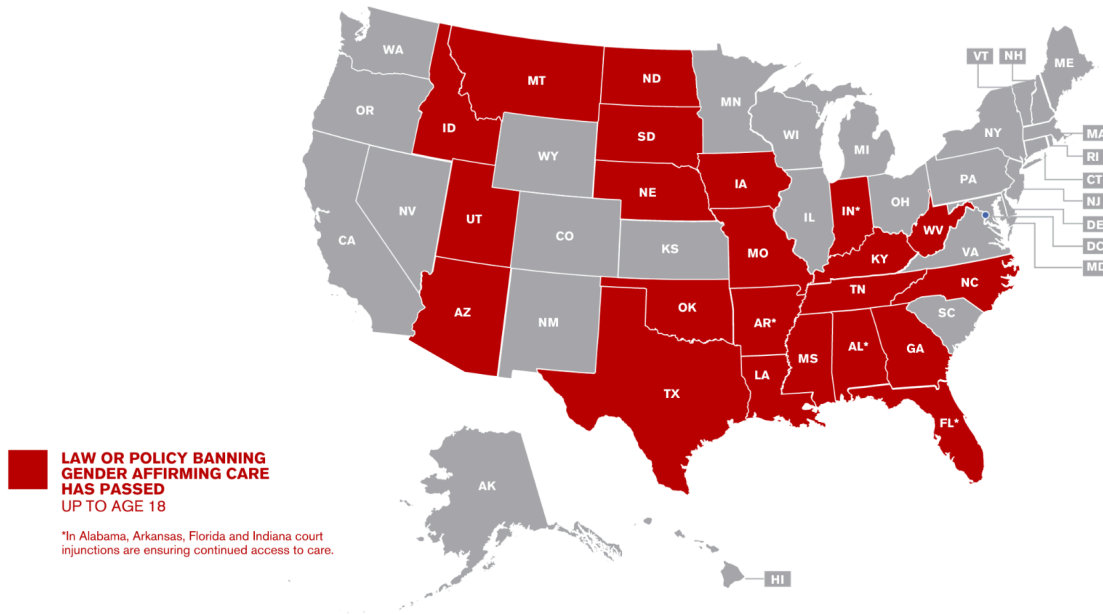 WA
MT
ND
MN
VT
NH
ME
OR
ID
SD
WI
MI
NY
MA
RI
WY
CT
IA
PA
NE
NJ
NV
UT
IL
IN*
OH
DE
CA
CO
WV
DC
KS
MO
KY
VA
MD
AZ
NM
OK
AR*
TN
NC
SC
MS
AL*
GA
TX
LA
FL*
LAW OR POLICY BANNING
GENDER AFFIRMING CARE
HAS PASSED
UP TO AGE 18
*In Alabama, Arkansas, Florida and Indiana court
injunctions are ensuring continued access to care.
AK
HI